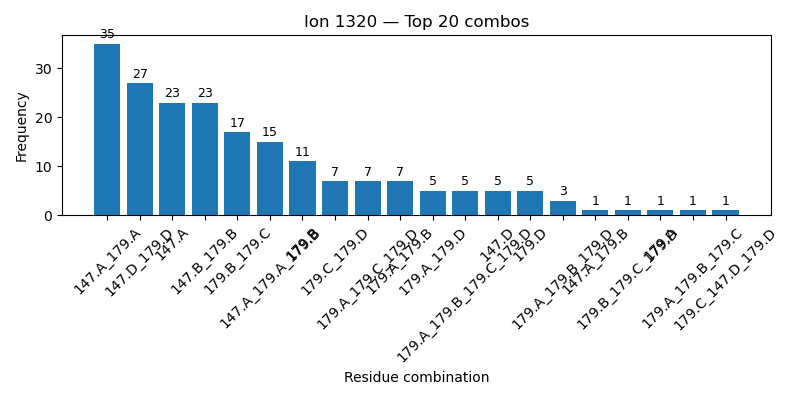 Ion 1320 — Top 20 combos
Frequency
30
20
10
0
35
27
23
23
17
15
11
7
7
7
5
5
5
5
3
1
1
1
1
1
147.A_179.A
147.D_179.D
147.A
147.B_179.B
179.B_179.C
147.A_179.A_179.B
179.B
179.C_179.D
179.A_179.C_179.D
179.A_179.B
179.A_179.D
179.A_179.B_179.C_179.D
147.D
179.D
179.A_179.B_179.D
147.A_179.B
179.B_179.C_179.D
179.A
179.A_179.B_179.C
179.C_147.D_179.D
Residue combination